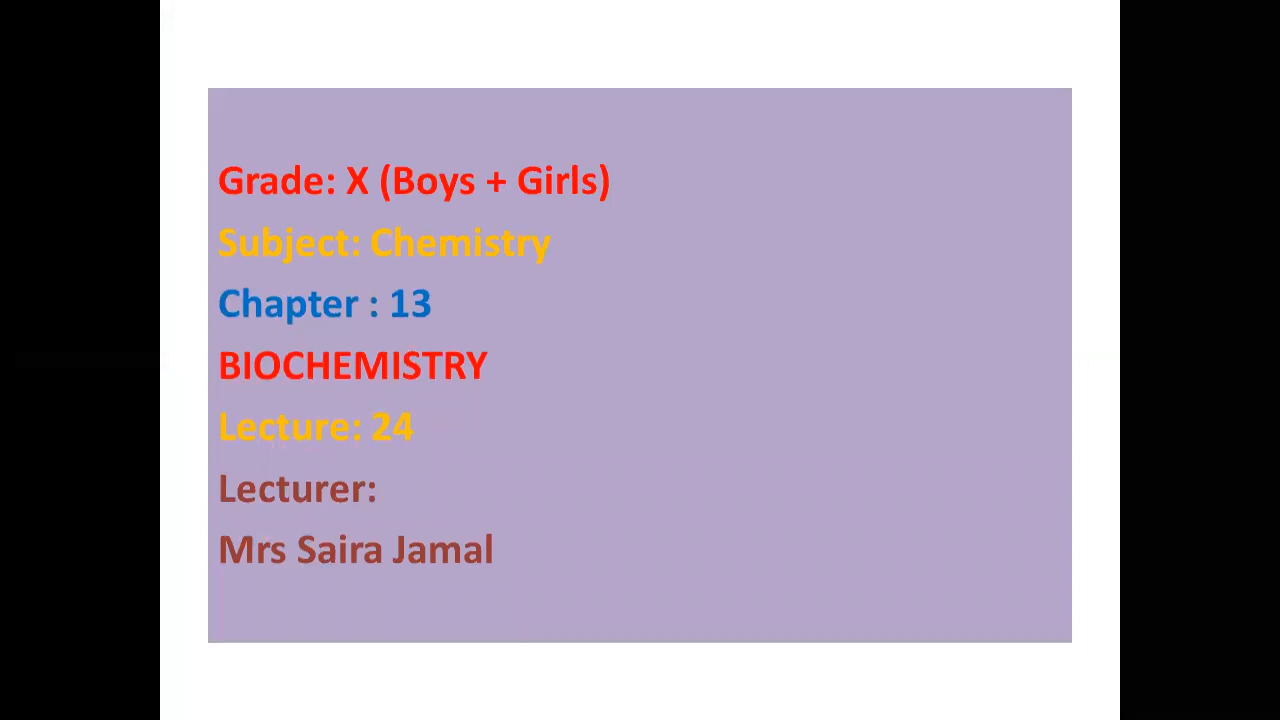 Grade: X (Boys + Girls)
Subject: Chemistry
Chapter : 13
BIOCHEMISTRY
Lecture: 24
Lecturer:
Mrs Saira Jamal